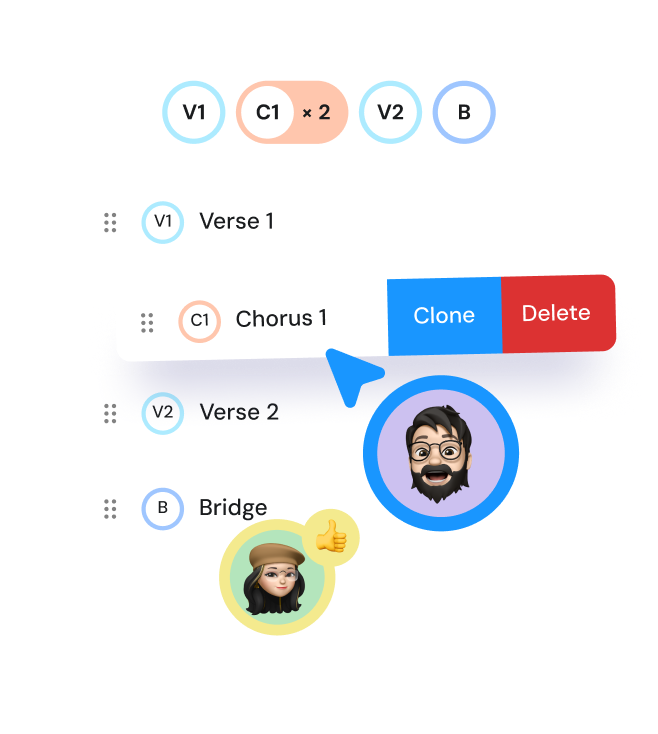 V1 C1 × 2 V2 B
V1 Verse 1
C1 Chorus 1 Clone Delete
V2 Verse 2
B Bridge